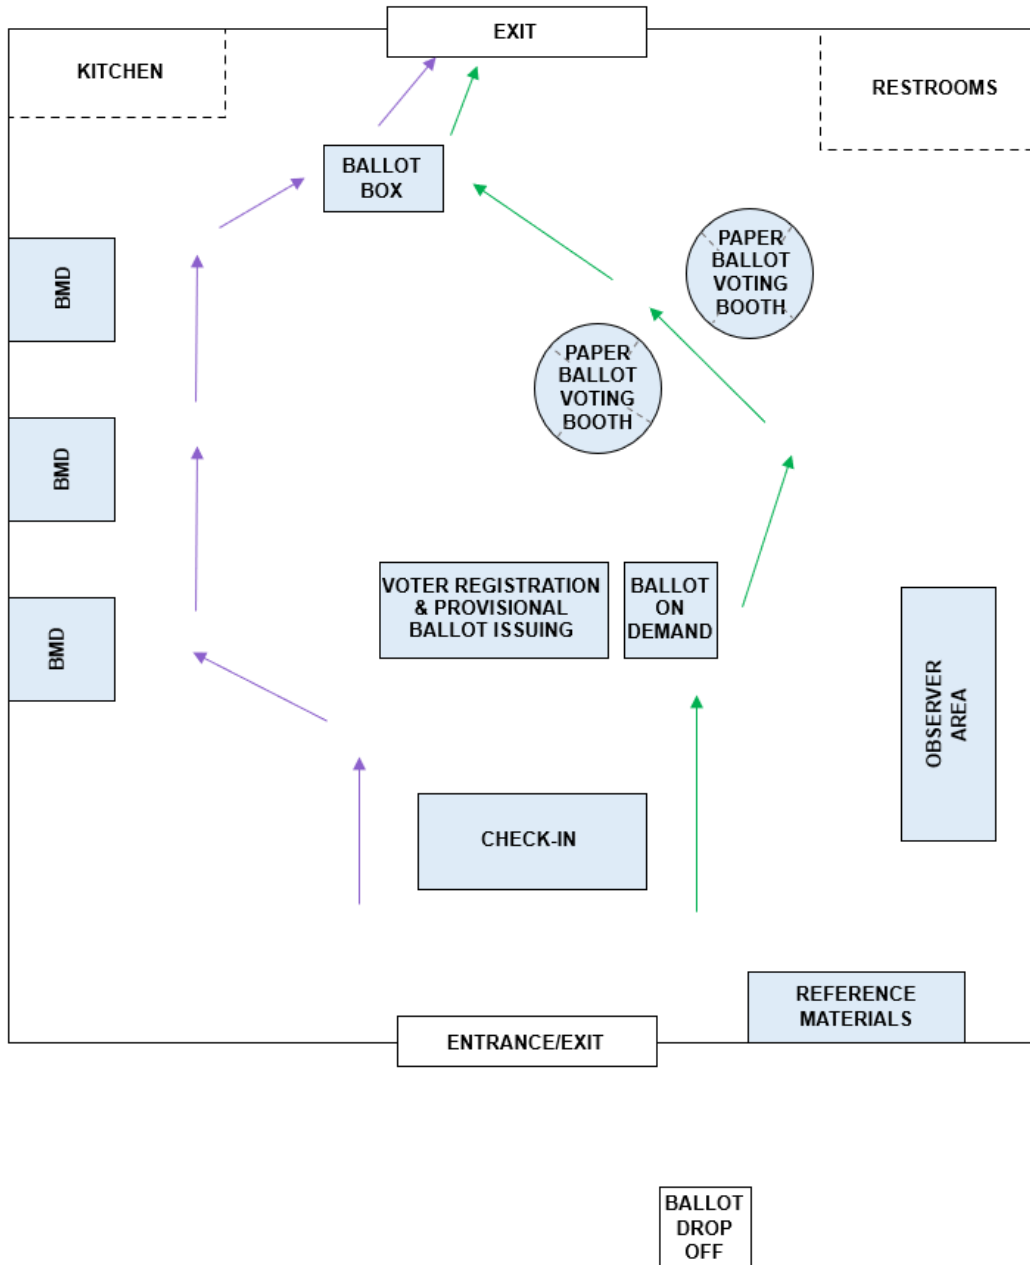 EXIT
KITCHEN
RESTROOMS
BALLOT
BOX
PAPER
BALLOT
VOTING
BOOTH
BMD
PAPER
BALLOT
VOTING
BOOTH
BMD
VOTER REGISTRATION
& PROVISIONAL
BALLOT ISSUING
BALLOT
ON
DEMAND
BMD
OBSERVER
AREA
CHECK-IN
REFERENCE
MATERIALS
ENTRANCE/EXIT
BALLOT
DROP
OFF